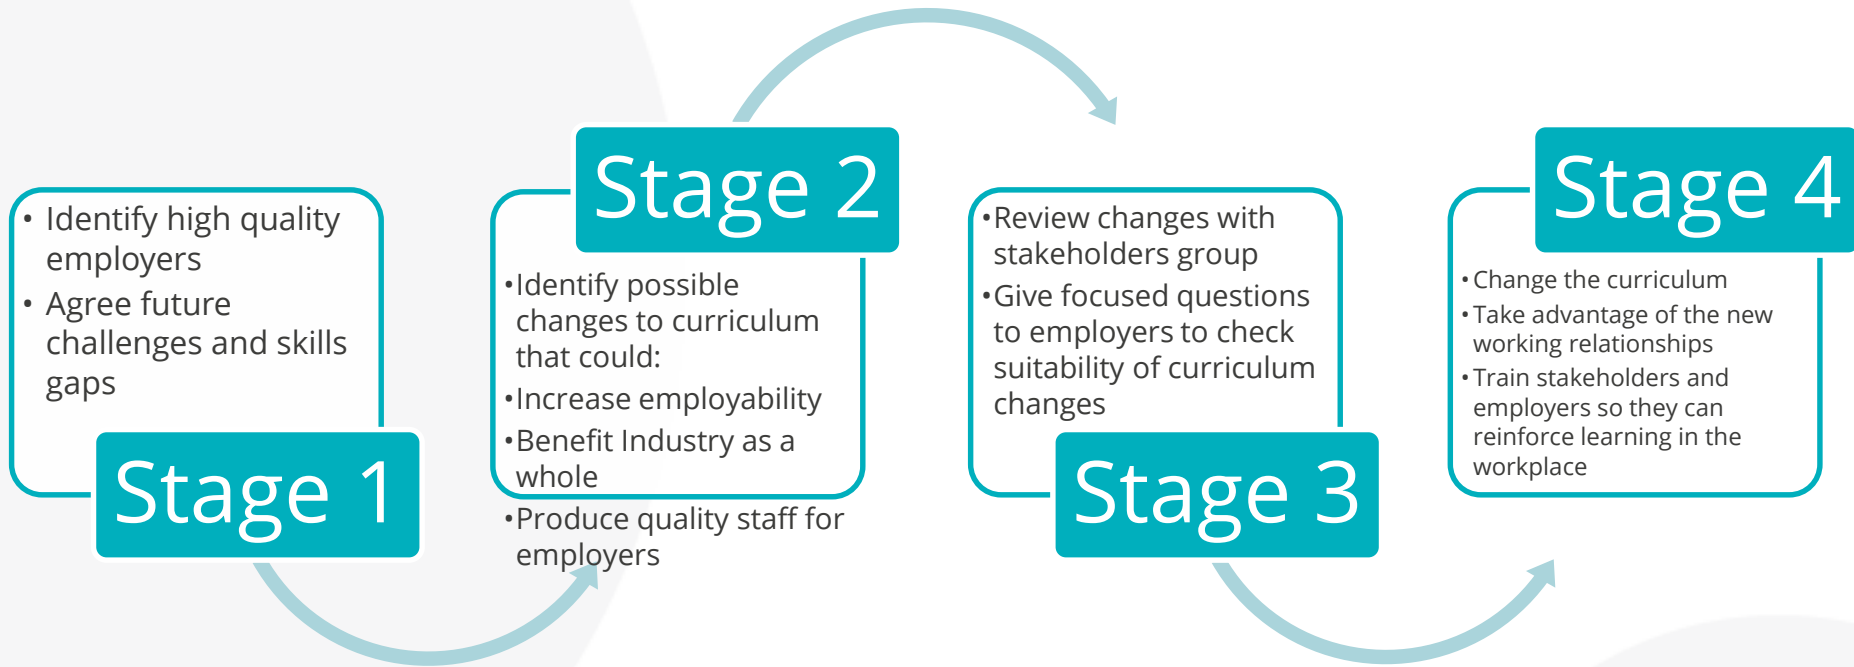 • Identify high quality
employers
• Agree future
challenges and skills
gaps
Stage 1
Stage 2
•Identify possible
changes to curriculum
that could:
•Increase employability
•Benefit Industry as a
whole
•Produce quality staff for
employers
•Review changes with
stakeholders group
•Give focused questions
to employers to check
suitability of curriculum
changes
Stage 3
Stage 4
•Change the curriculum
•Take advantage of the new
working relationships
•Train stakeholders and
employers so they can
reinforce learning in the
workplace